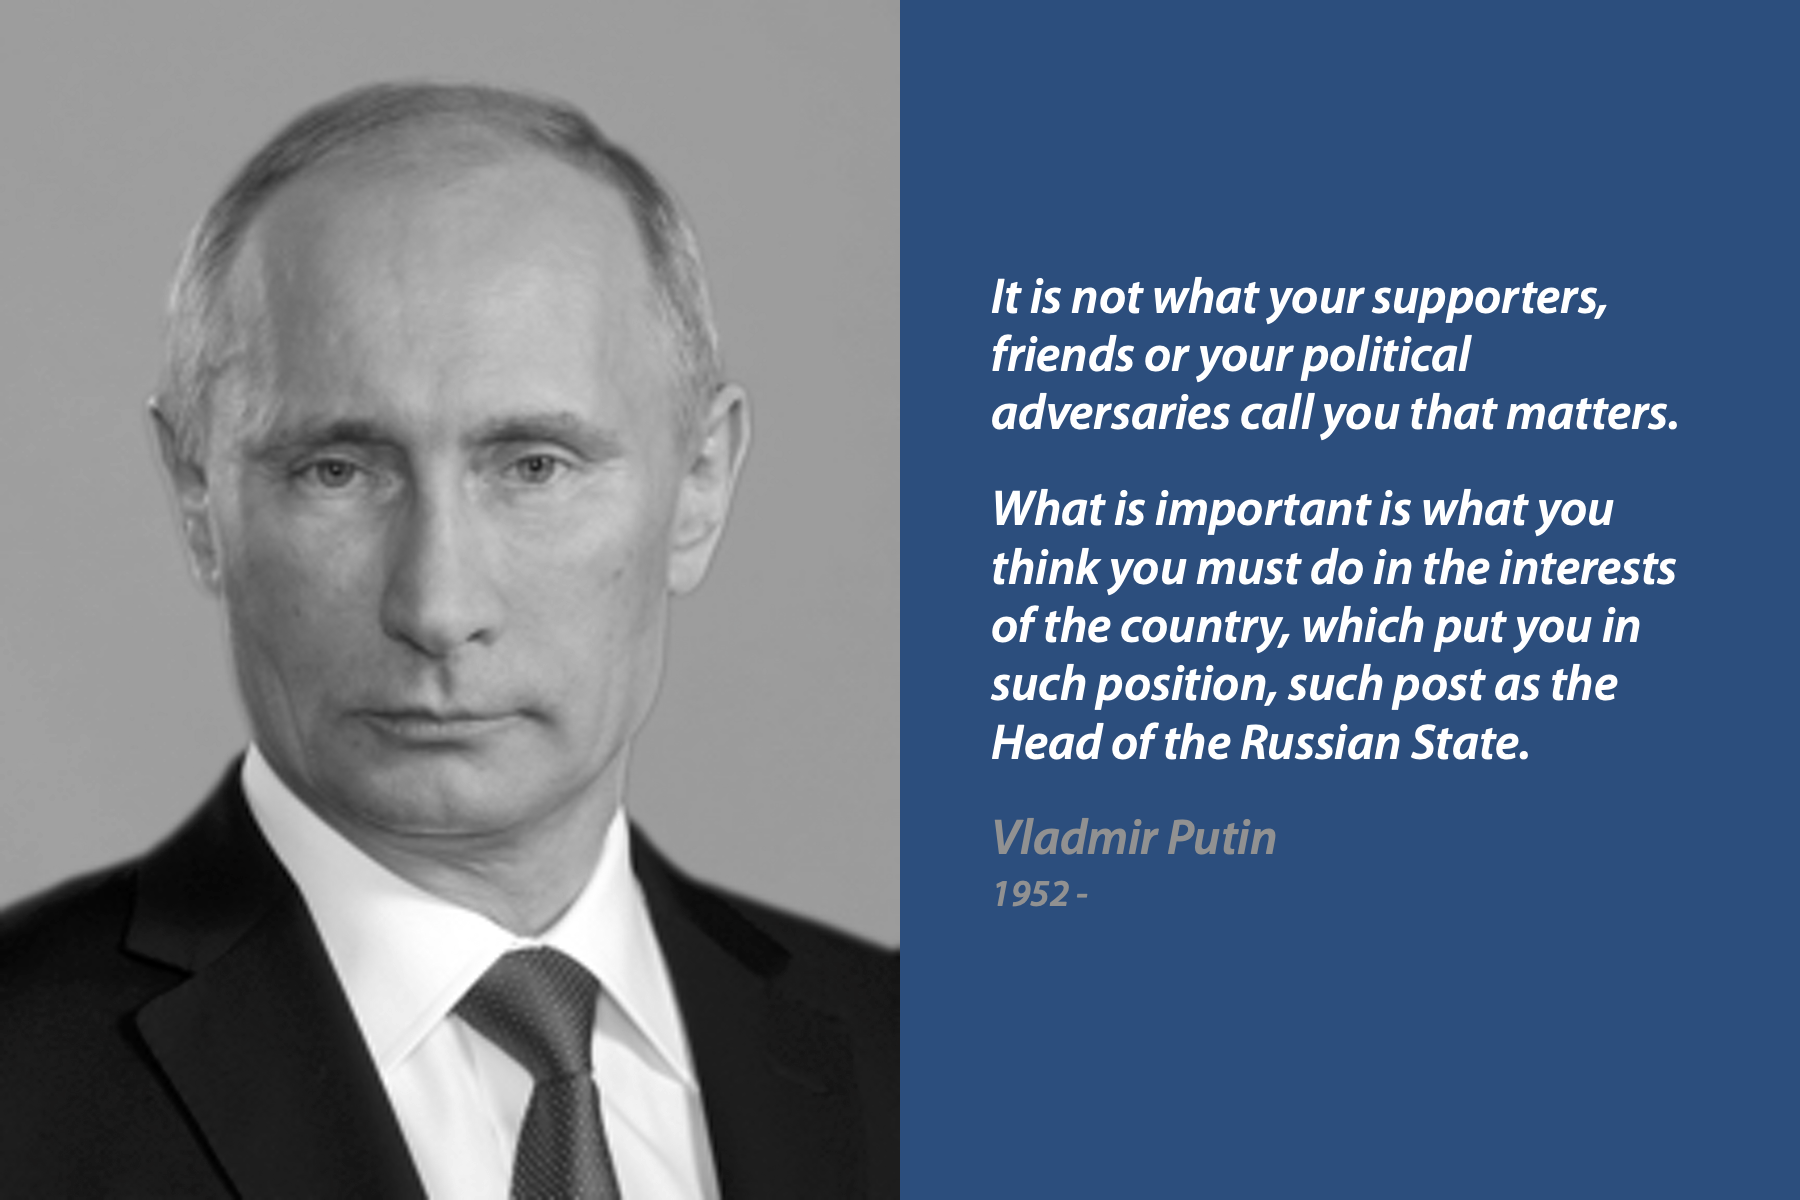 It is not what your supporters,
friends or your political
adversaries call you that matters.
What is important is what you
think you must do in the interests
of the country, which put you in
such position, such post as the
Head of the Russian State.
Vladmir Putin
1952 -